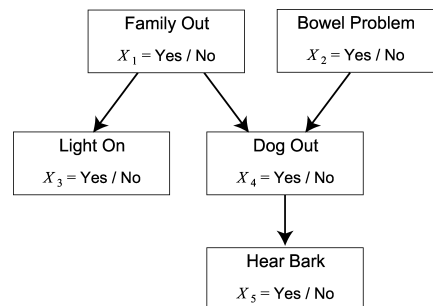 Family Out
X1 = Yes / No
Bowel Problem
X2 = Yes / No
Light On
X3 = Yes / No
Dog Out
X4 = Yes / No
Hear Bark
X5 = Yes / No